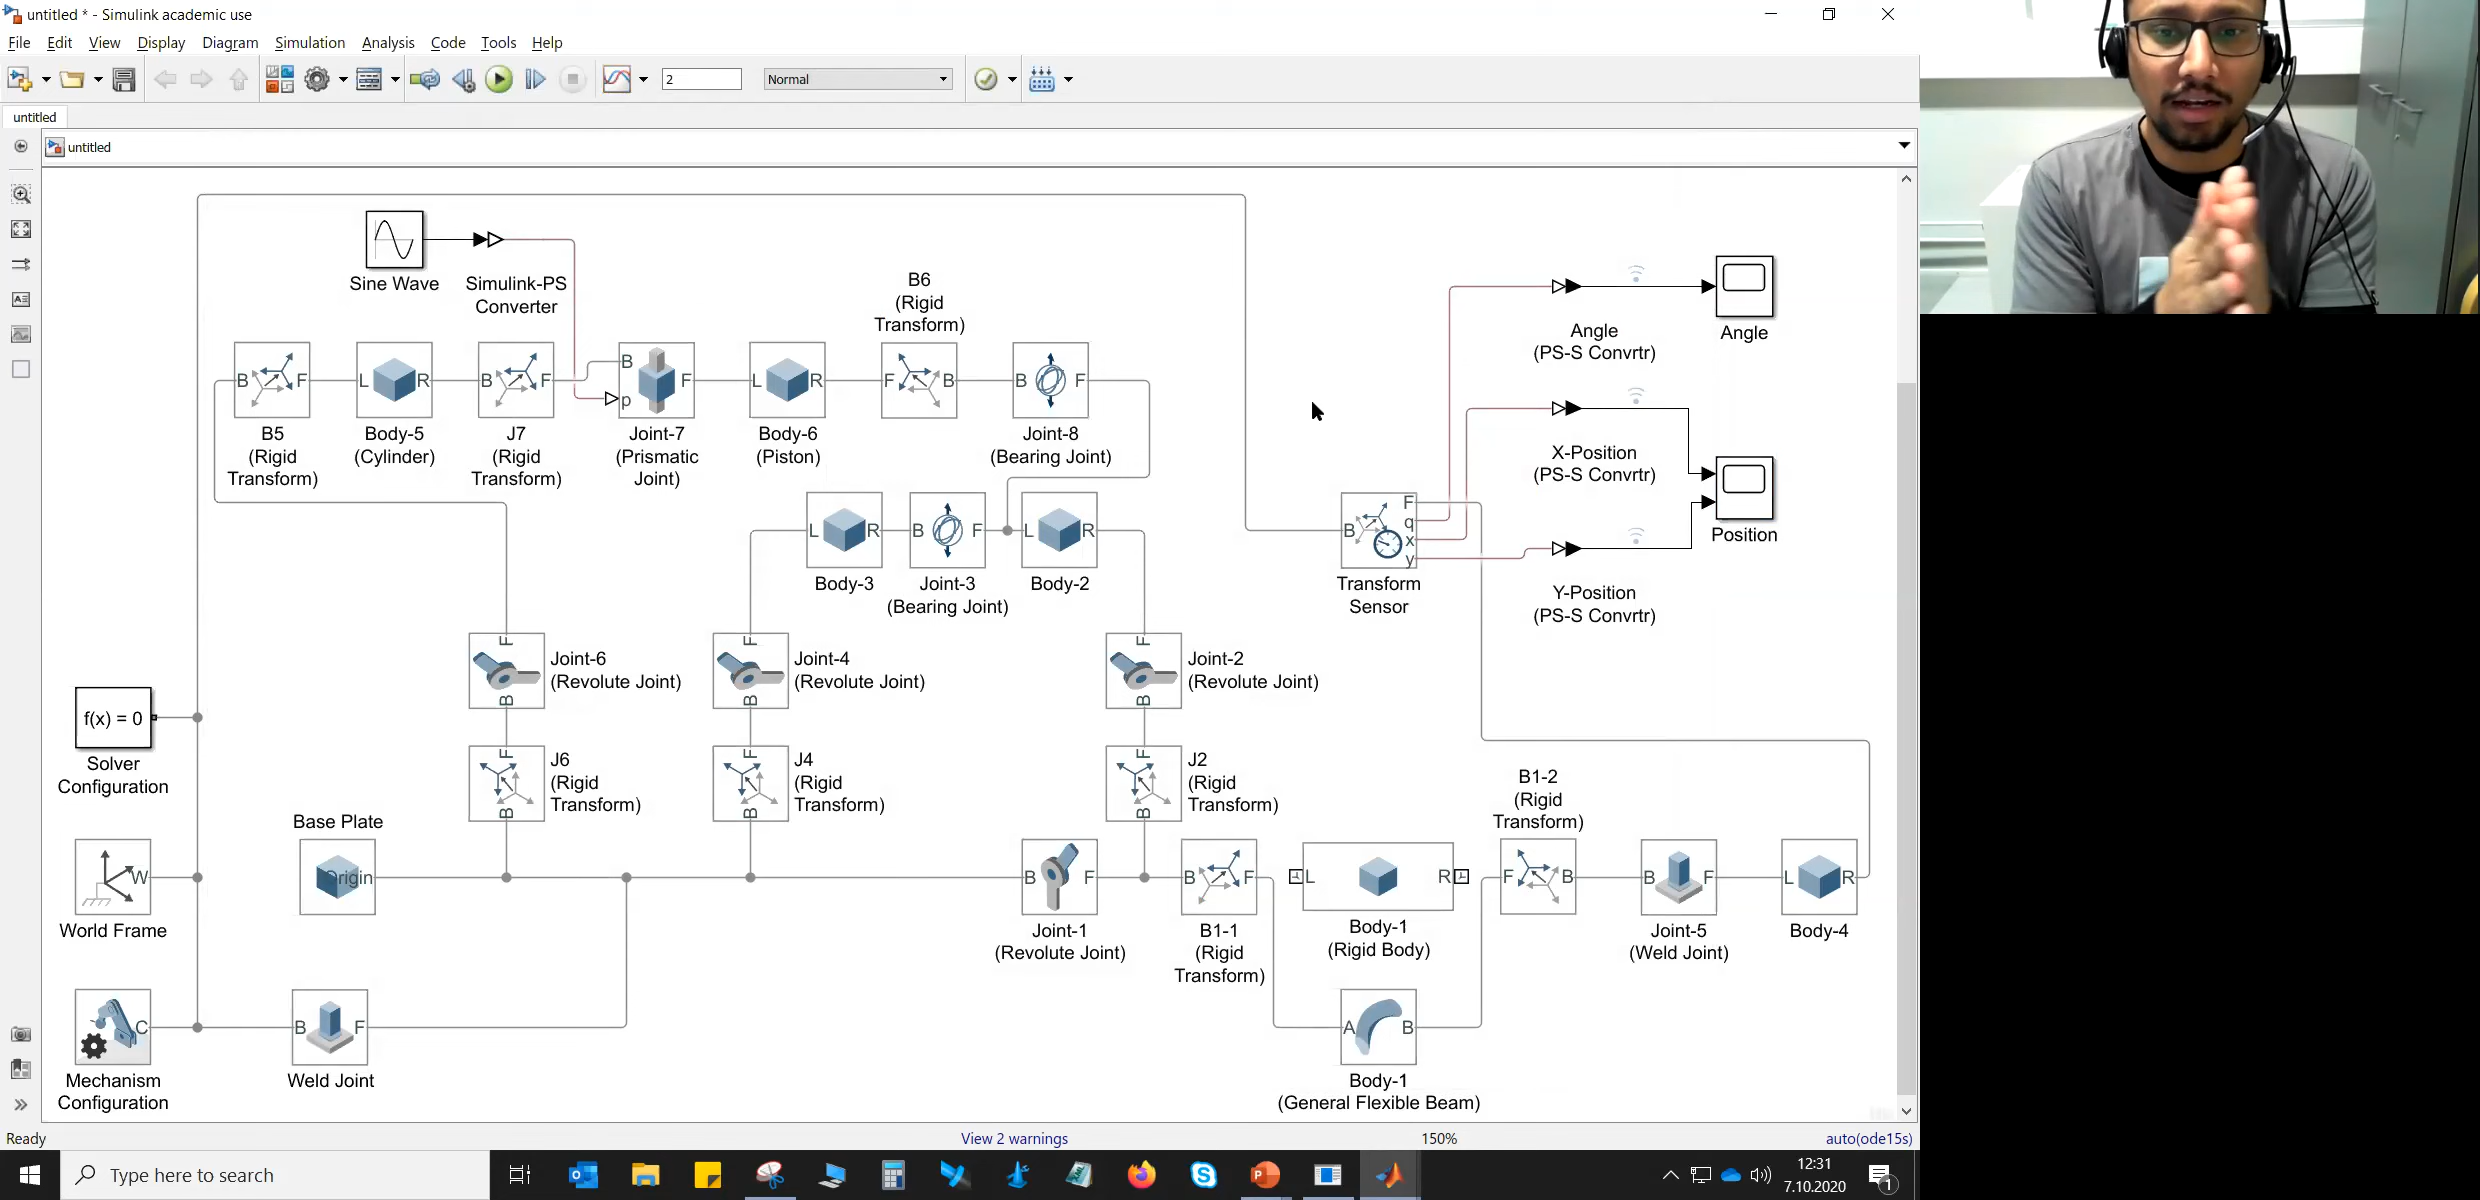 untitled * - Simulink academic use
File Edit View Display Diagram Simulation Analysis Code Tools Help
2
Normal
untitled
untitled
Sine Wave
Simulink-PS
Converter
B6
(Rigid
Transform)
Angle
(PS-S Convrtr)
Angle
B F
L R
B F
B
p
F
L R
F B
B F
B5
(Rigid
Transform)
Body-5
(Cylinder)
J7
(Rigid
Transform)
Joint-7
(Prismatic
Joint)
Body-6
(Piston)
Joint-8
(Bearing Joint)
X-Position
(PS-S Convrtr)
Position
L R
B F
L R
B
F
q
x
y
Body-3
Joint-3
(Bearing Joint)
Body-2
Transform
Sensor
Y-Position
(PS-S Convrtr)
F
B
Joint-6
(Revolute Joint)
F
B
Joint-4
(Revolute Joint)
F
B
Joint-2
(Revolute Joint)
f(x) = 0
Solver
Configuration
F
B
J6
(Rigid
Transform)
F
B
J4
(Rigid
Transform)
F
B
J2
(Rigid
Transform)
B1-2
(Rigid
Transform)
Base Plate
W
World Frame
Origin
B F
B F
L R
F B
B F
L R
Joint-1
(Revolute Joint)
B1-1
(Rigid
Transform)
Body-1
(Rigid Body)
Joint-5
(Weld Joint)
Body-4
C
Mechanism
Configuration
B F
Weld Joint
A B
Body-1
(General Flexible Beam)
Ready
View 2 warnings
150%
auto(ode15s)
Type here to search
12:31
7.10.2020
1